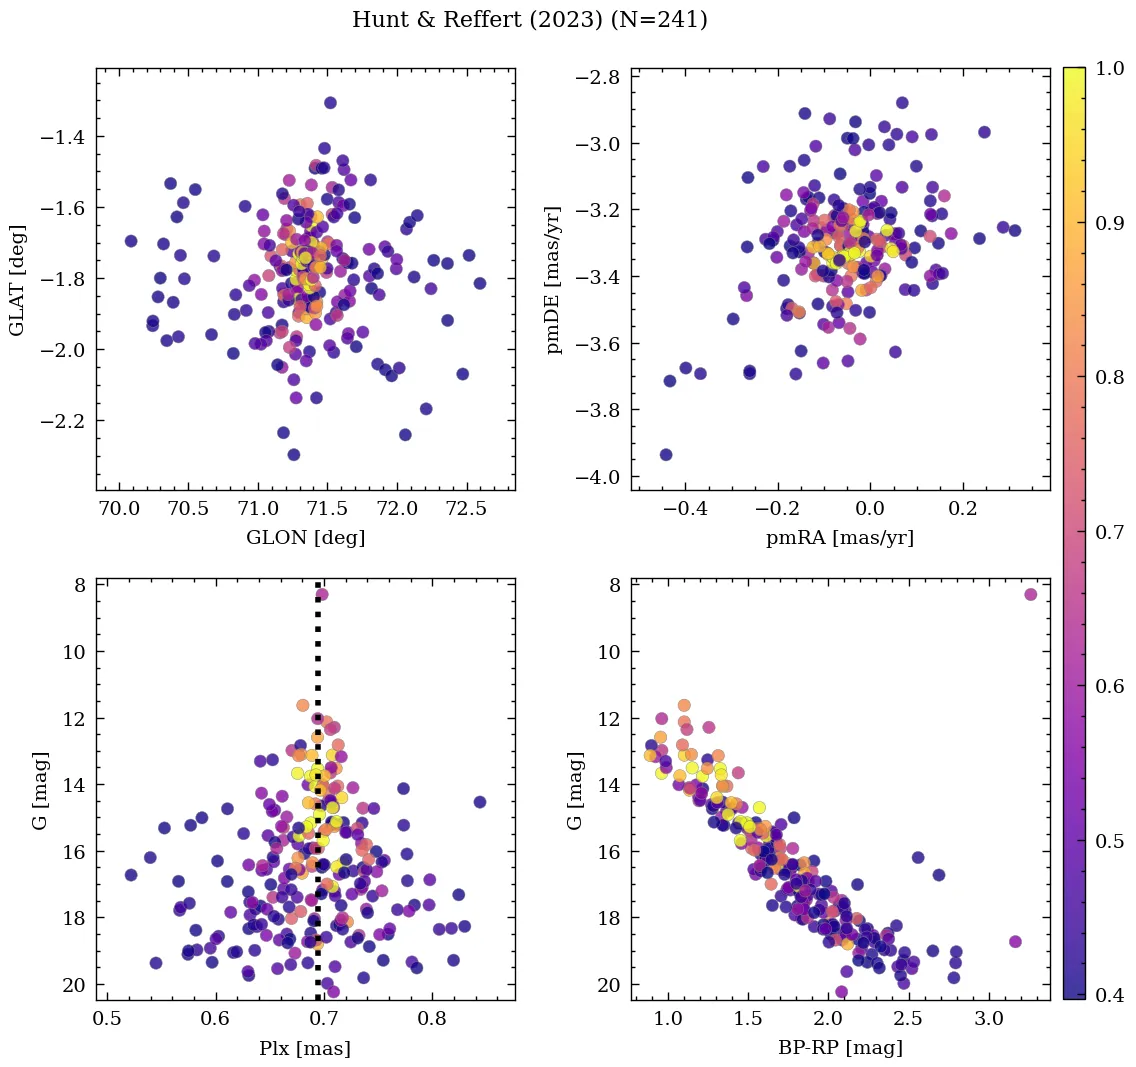 Hunt & Reffert (2023) (N=241)
−1.4
−1.6
−1.8
−2.0
−2.2
GLAT [deg]
70.0 70.5 71.0 71.5 72.0 72.5
GLON [deg]
−2.8
−3.0
−3.2
−3.4
−3.6
−3.8
−4.0
pmDE [mas/yr]
−0.4 −0.2 0.0 0.2
pmRA [mas/yr]
8
10
12
14
16
18
20
G [mag]
0.5 0.6 0.7 0.8
Plx [mas]
8
10
12
14
16
18
20
G [mag]
1.0 1.5 2.0 2.5 3.0
BP-RP [mag]
1.0
0.9
0.8
0.7
0.6
0.5
0.4